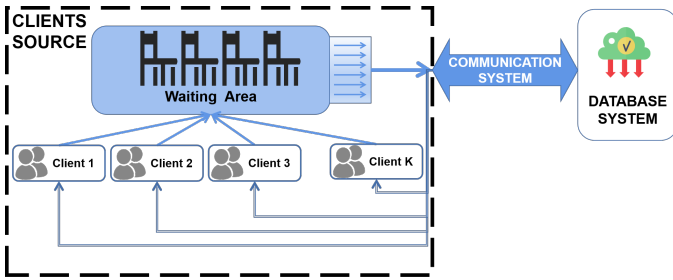 CLIENTS
SOURCE
Waiting Area
COMMUNICATION
SYSTEM
DATABASE
SYSTEM
Client 1
Client 2
Client 3
Client K